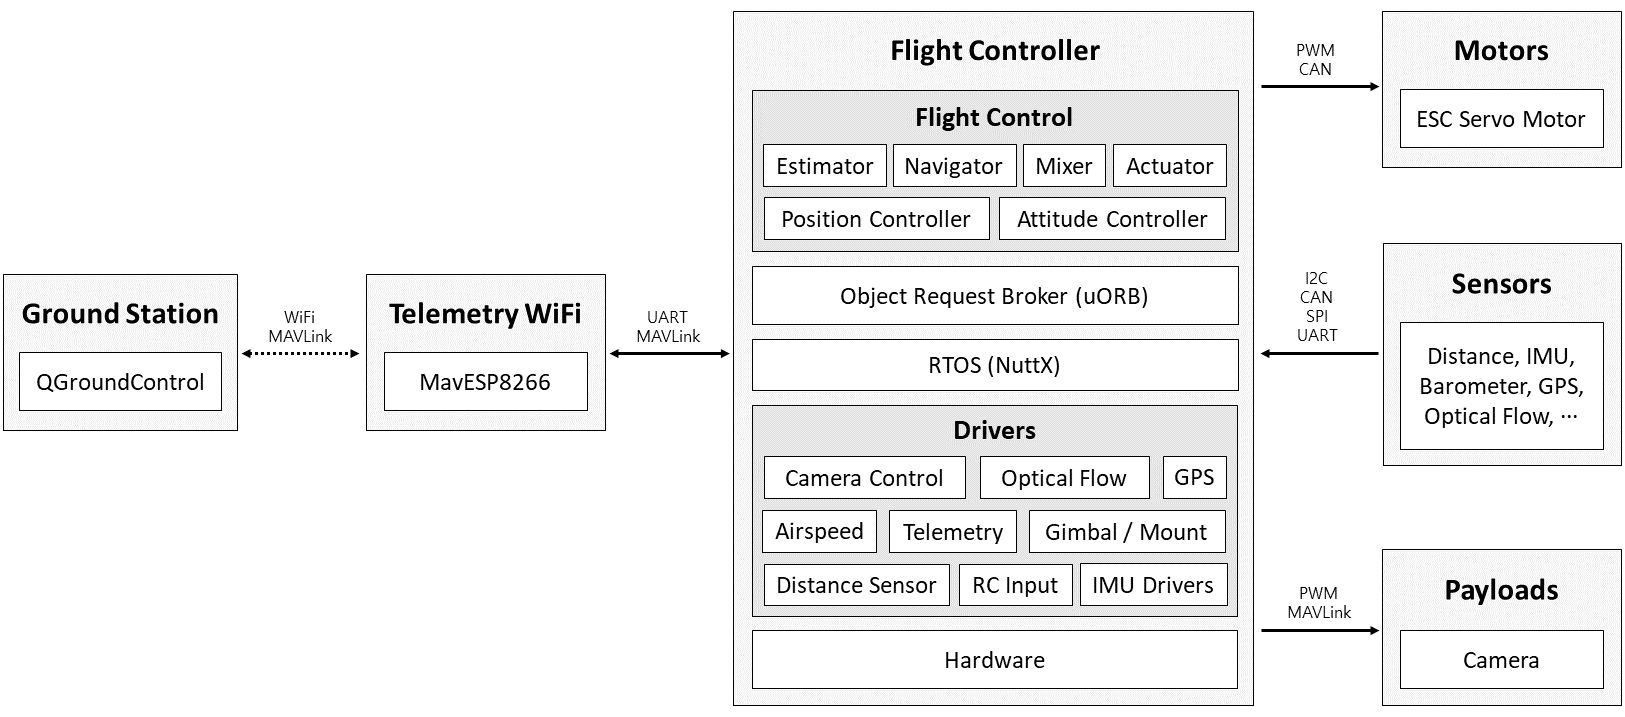 Ground Station
QGroundControl
WiFi
MAVLink
Telemetry WiFi
MavESP8266
UART
MAVLink
Flight Controller
Flight Control
Estimator
Navigator
Mixer
Actuator
Position Controller
Attitude Controller
Object Request Broker (uORB)
RTOS (NuttX)
Drivers
Camera Control
Optical Flow
GPS
Airspeed
Telemetry
Gimbal / Mount
Distance Sensor
RC Input
IMU Drivers
Hardware
PWM
CAN
Motors
ESC Servo Motor
I2C
CAN
SPI
UART
Sensors
Distance, IMU,
Barometer, GPS,
Optical Flow, ···
PWM
MAVLink
Payloads
Camera